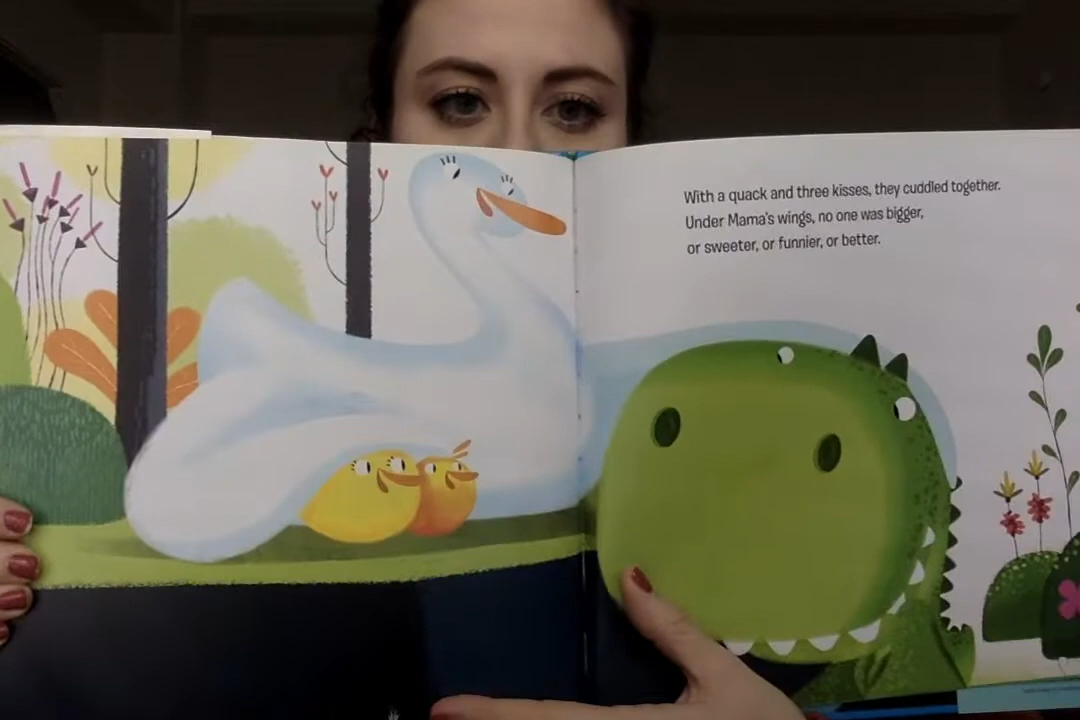 With a quack and three kisses, they cuddled together.
Under Mama's wings, no one was bigger,
or sweeter, or funnier, or better.